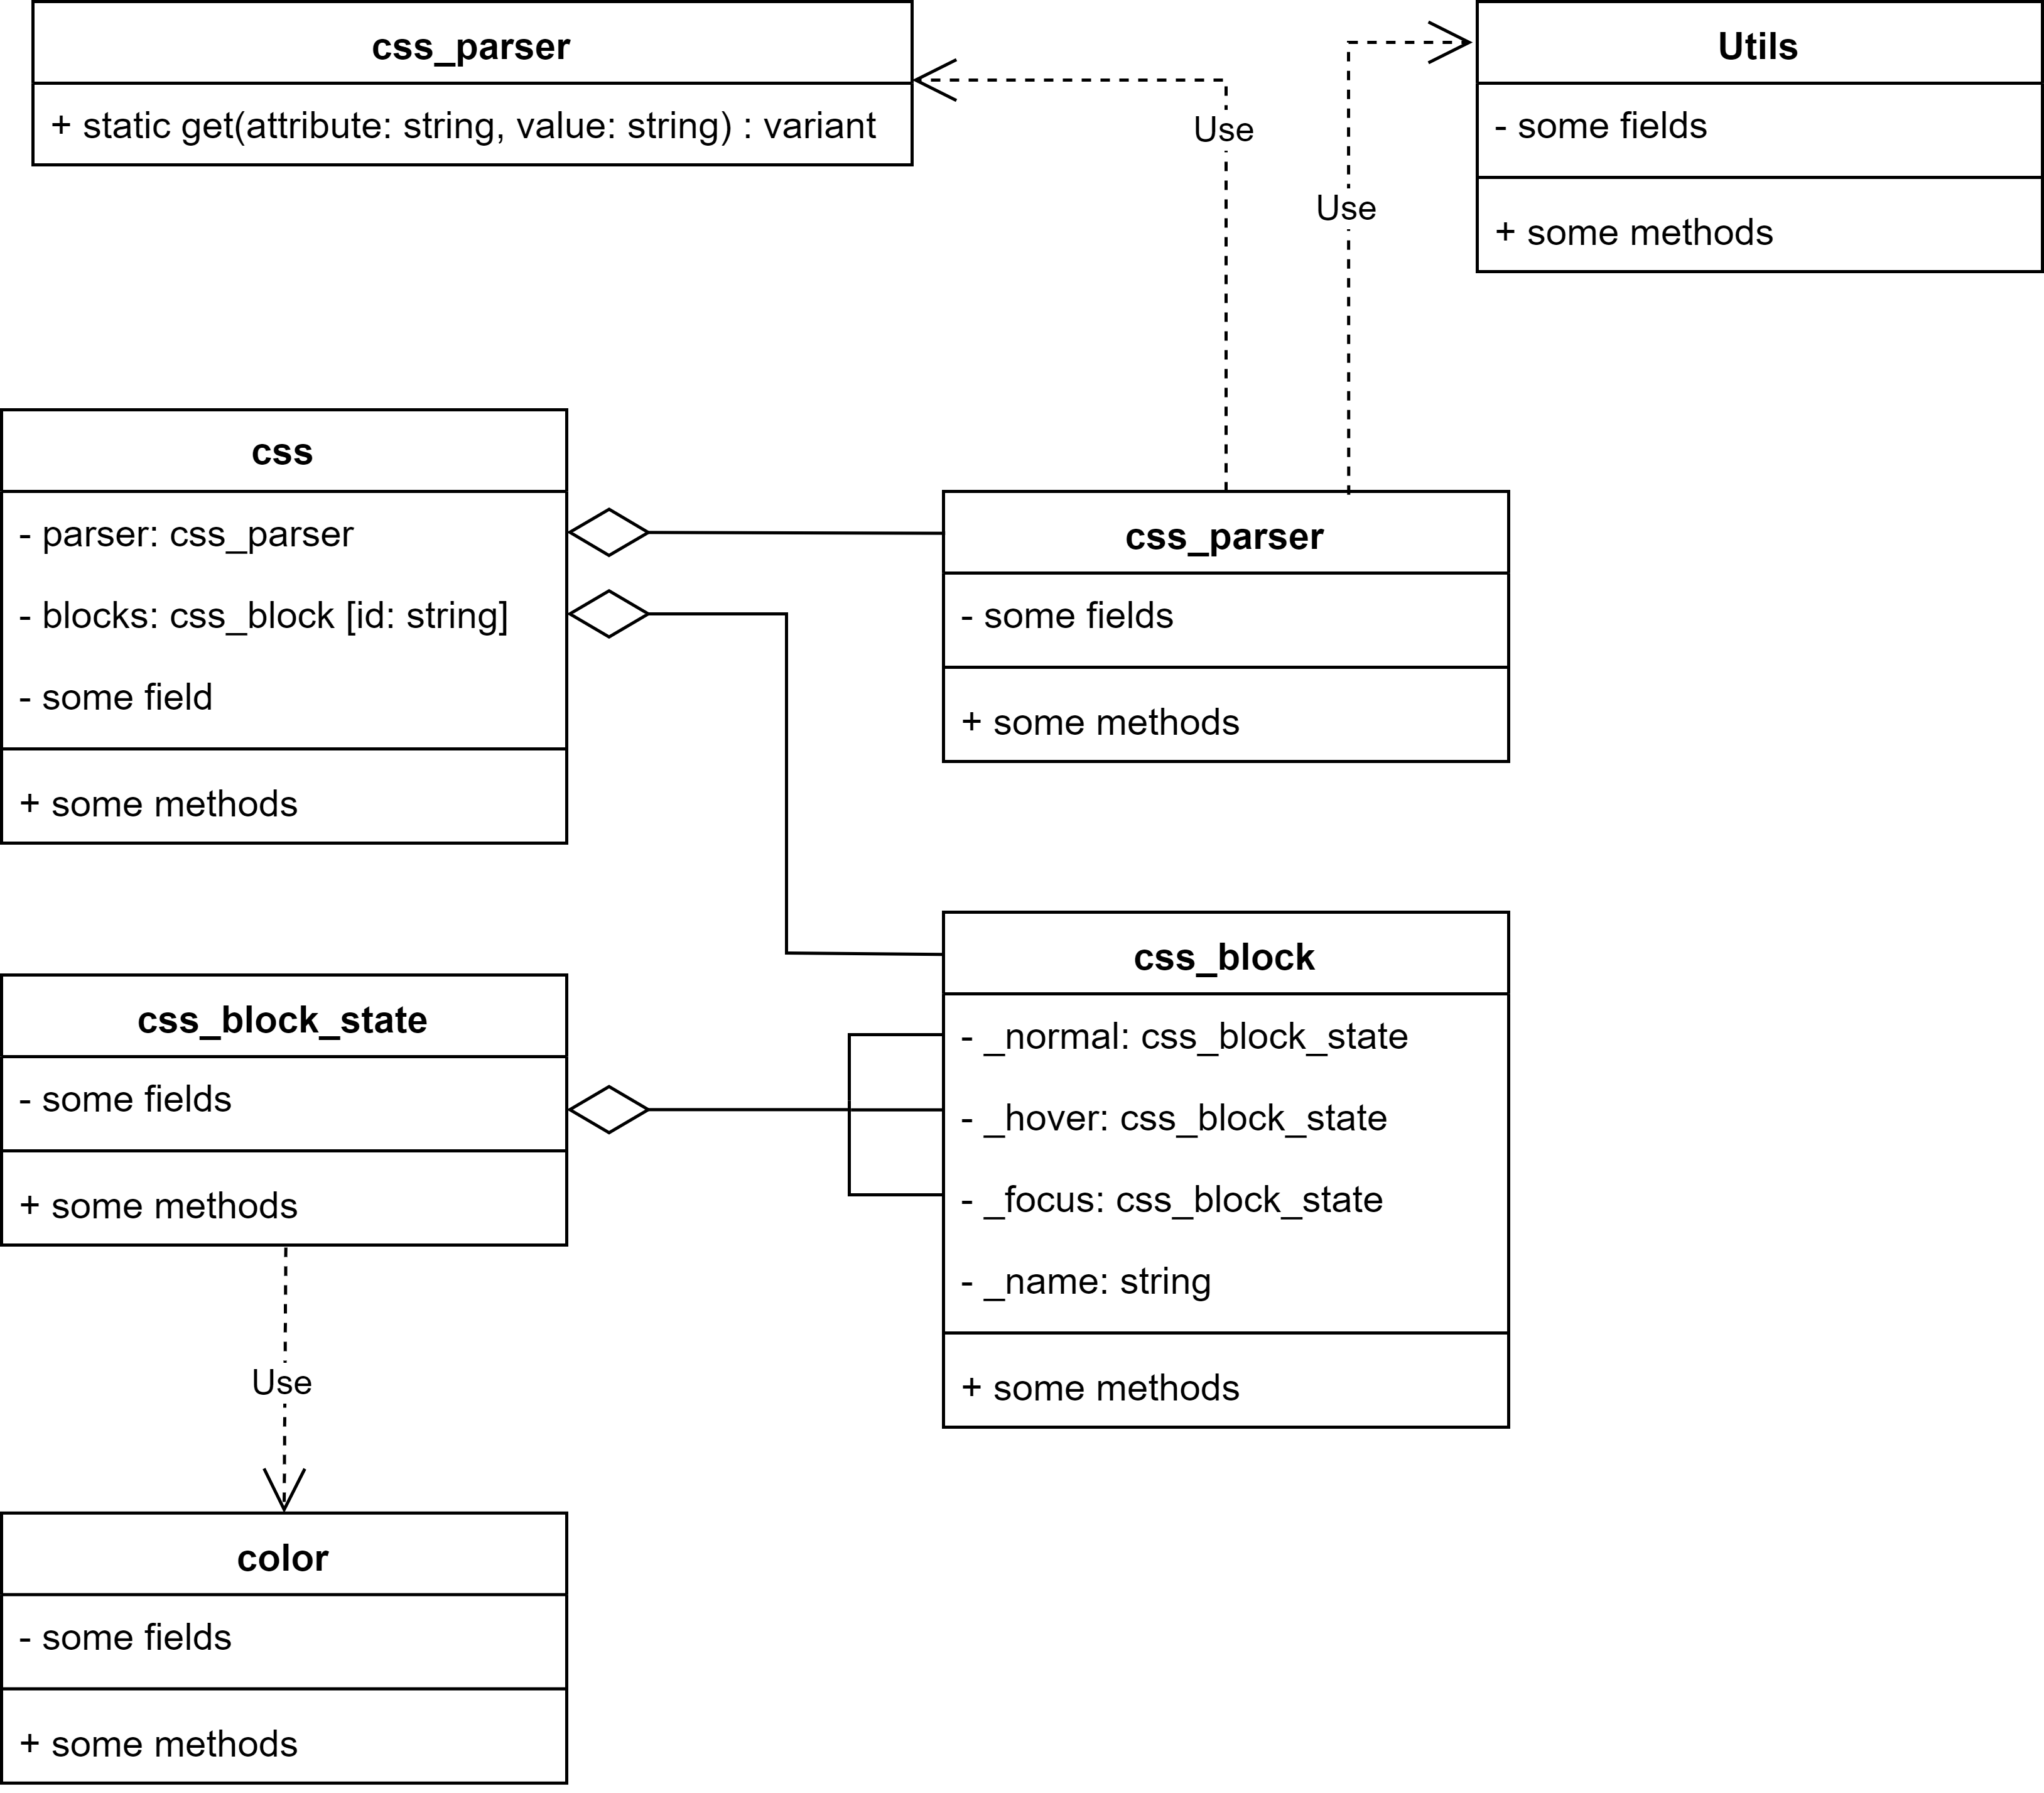 css_parser
+ static get(attribute: string, value: string) : variant
Use
Use
Utils
- some fields
+ some methods
css
- parser: css_parser
- blocks: css_block [id: string]
- some field
+ some methods
css_parser
- some fields
+ some methods
css_block_state
- some fields
+ some methods
css_block
- _normal: css_block_state
- _hover: css_block_state
- _focus: css_block_state
- _name: string
+ some methods
Use
color
- some fields
+ some methods